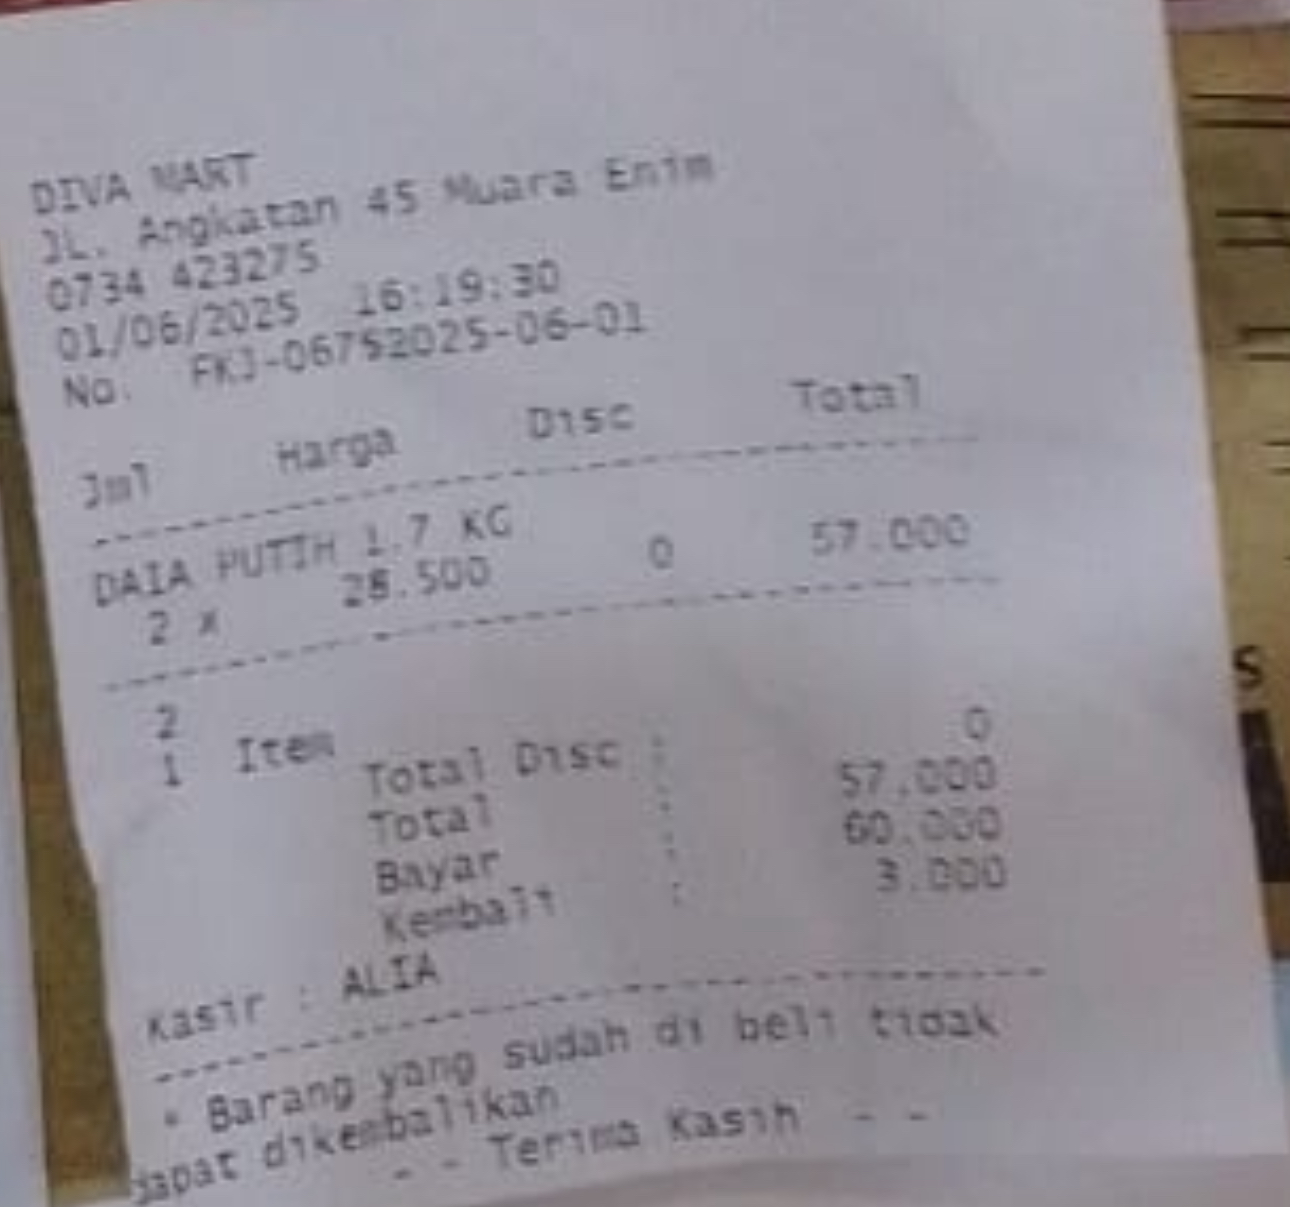 DIVA MART
JL. Angkatan 45 Muara Enim
0734 423275
01/06/2025 16:19:30
No. FKJ-06752025-06-01
Jml Harga Disc Total
DAIA PUTIH 1.7 KG
2 x 28.500 0 57.000
2
1 Item
Total Disc : 0
Total : 57.000
Bayar : 60.000
Kembali : 3.000
Kasir : ALIA
* Barang yang sudah di beli tidak
dapat dikembalikan
- - Terima Kasih - -
S